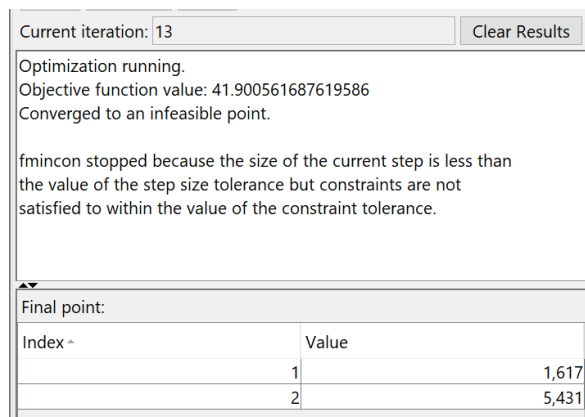 Current iteration: 13 Clear Results
Optimization running.
Objective function value: 41.900561687619586
Converged to an infeasible point.
fmincon stopped because the size of the current step is less than
the value of the step size tolerance but constraints are not
satisfied to within the value of the constraint tolerance.
Final point:
Index Value
1 1,617
2 5,431